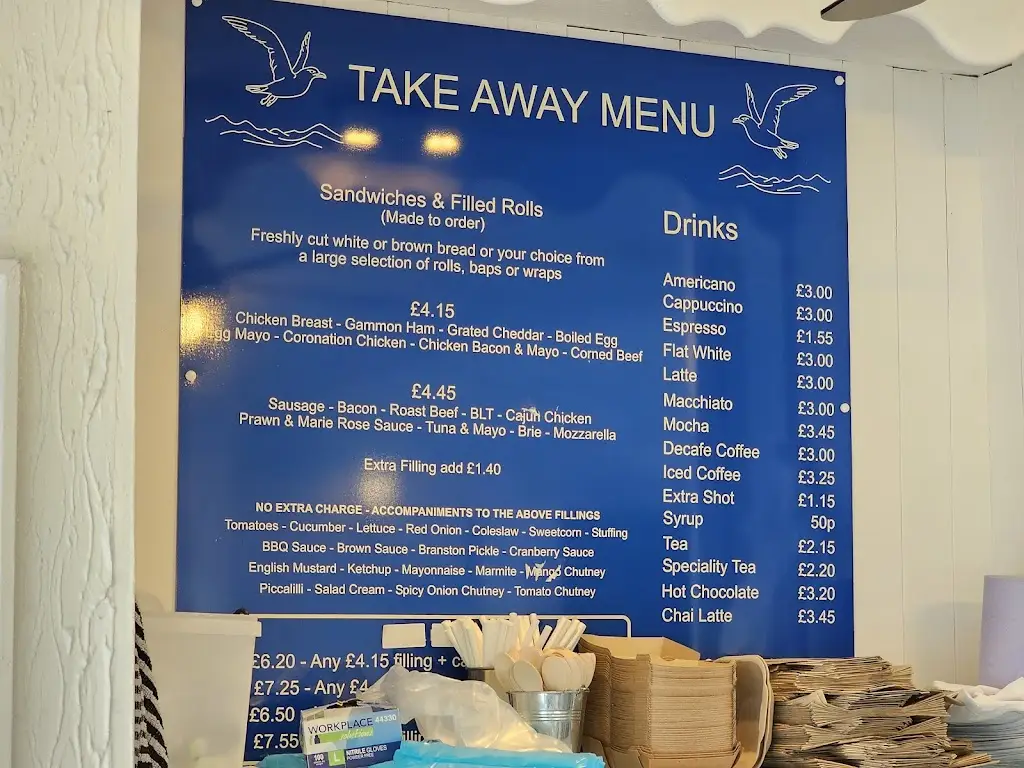 TAKE AWAY MENU
Sandwiches & Filled Rolls
(Made to order)
Freshly cut white or brown bread or your choice from
a large selection of rolls, baps or wraps
£4.15
Chicken Breast - Gammon Ham - Grated Cheddar - Boiled Egg
Egg Mayo - Coronation Chicken - Chicken Bacon & Mayo - Corned Beef
£4.45
Sausage - Bacon - Roast Beef - BLT - Cajun Chicken
Prawn & Marie Rose Sauce - Tuna & Mayo - Brie - Mozzarella
Extra Filling add £1.40
NO EXTRA CHARGE - ACCOMPANIMENTS TO THE ABOVE FILLINGS
Tomatoes - Cucumber - Lettuce - Red Onion - Coleslaw - Sweetcorn - Stuffing
BBQ Sauce - Brown Sauce - Branston Pickle - Cranberry Sauce
English Mustard - Ketchup - Mayonnaise - Marmite - Mango Chutney
Piccalilli - Salad Cream - Spicy Onion Chutney - Tomato Chutney
£6.20 - Any £4.15 filling +
£7.25 - Any
£6.50
£7.55
Drinks
Americano £3.00
Cappuccino £3.00
Espresso £1.55
Flat White £3.00
Latte £3.00
Macchiato £3.00
Mocha £3.45
Decafe Coffee £3.00
Iced Coffee £3.25
Extra Shot £1.15
Syrup 50p
Tea £2.15
Speciality Tea £2.20
Hot Chocolate £3.20
Chai Latte £3.45
WORKPLACE 44330
100 L NITRILE GLOVES
POWDER FREE